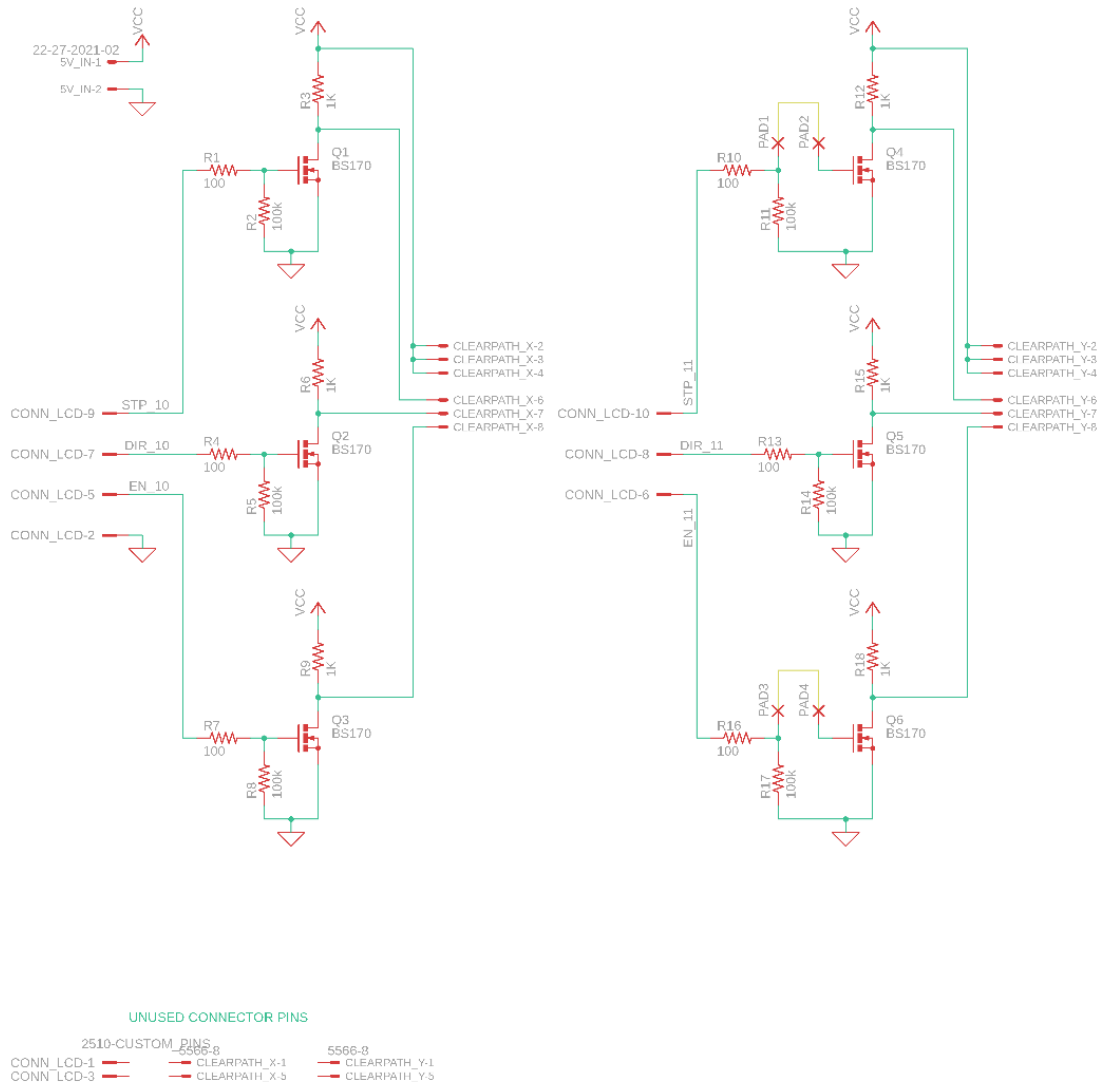 VCC
22-27-2021-02
5V_IN-1
5V_IN-2
VCC
R3
1K
R1
100
Q1
BS170
R2
100k
VCC
R6
1K
CLEARPATH_X-2
CLEARPATH_X-3
CLEARPATH_X-4
CLEARPATH_X-6
CLEARPATH_X-7
CLEARPATH_X-8
CONN_LCD-9
STP_10
CONN_LCD-7
DIR_10
R4
100
Q2
BS170
CONN_LCD-5
EN_10
R5
100k
CONN_LCD-2
VCC
R9
1K
R7
100
Q3
BS170
R8
100k
VCC
R12
1K
PAD1
PAD2
R10
100
Q4
BS170
R11
100k
VCC
R15
1K
CLEARPATH_Y-2
CLEARPATH_Y-3
CLEARPATH_Y-4
CLEARPATH_Y-6
CLEARPATH_Y-7
CLEARPATH_Y-8
STP_11
CONN_LCD-10
CONN_LCD-8
DIR_11
R13
100
Q5
BS170
CONN_LCD-6
EN_11
R14
100k
VCC
R18
1K
PAD3
PAD4
R16
100
Q6
BS170
R17
100k
UNUSED CONNECTOR PINS
2510-CUSTOM_PINS
5566-8
5566-8
CONN_LCD-1
CLEARPATH_X-1
CLEARPATH_Y-1
CONN_LCD-3
CLEARPATH_X-5
CLEARPATH_Y-5